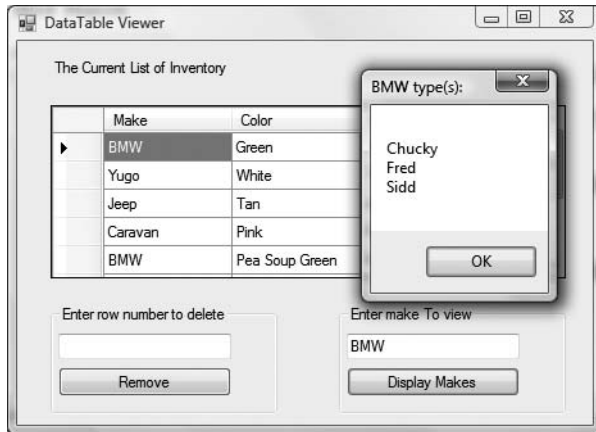 DataTable Viewer
The Current List of Inventory
Make Color
BMW Green
Yugo White
Jeep Tan
Caravan Pink
BMW Pea Soup Green
BMW type(s):
Chucky
Fred
Sidd
OK
Enter row number to delete
Remove
Enter make To view
BMW
Display Makes